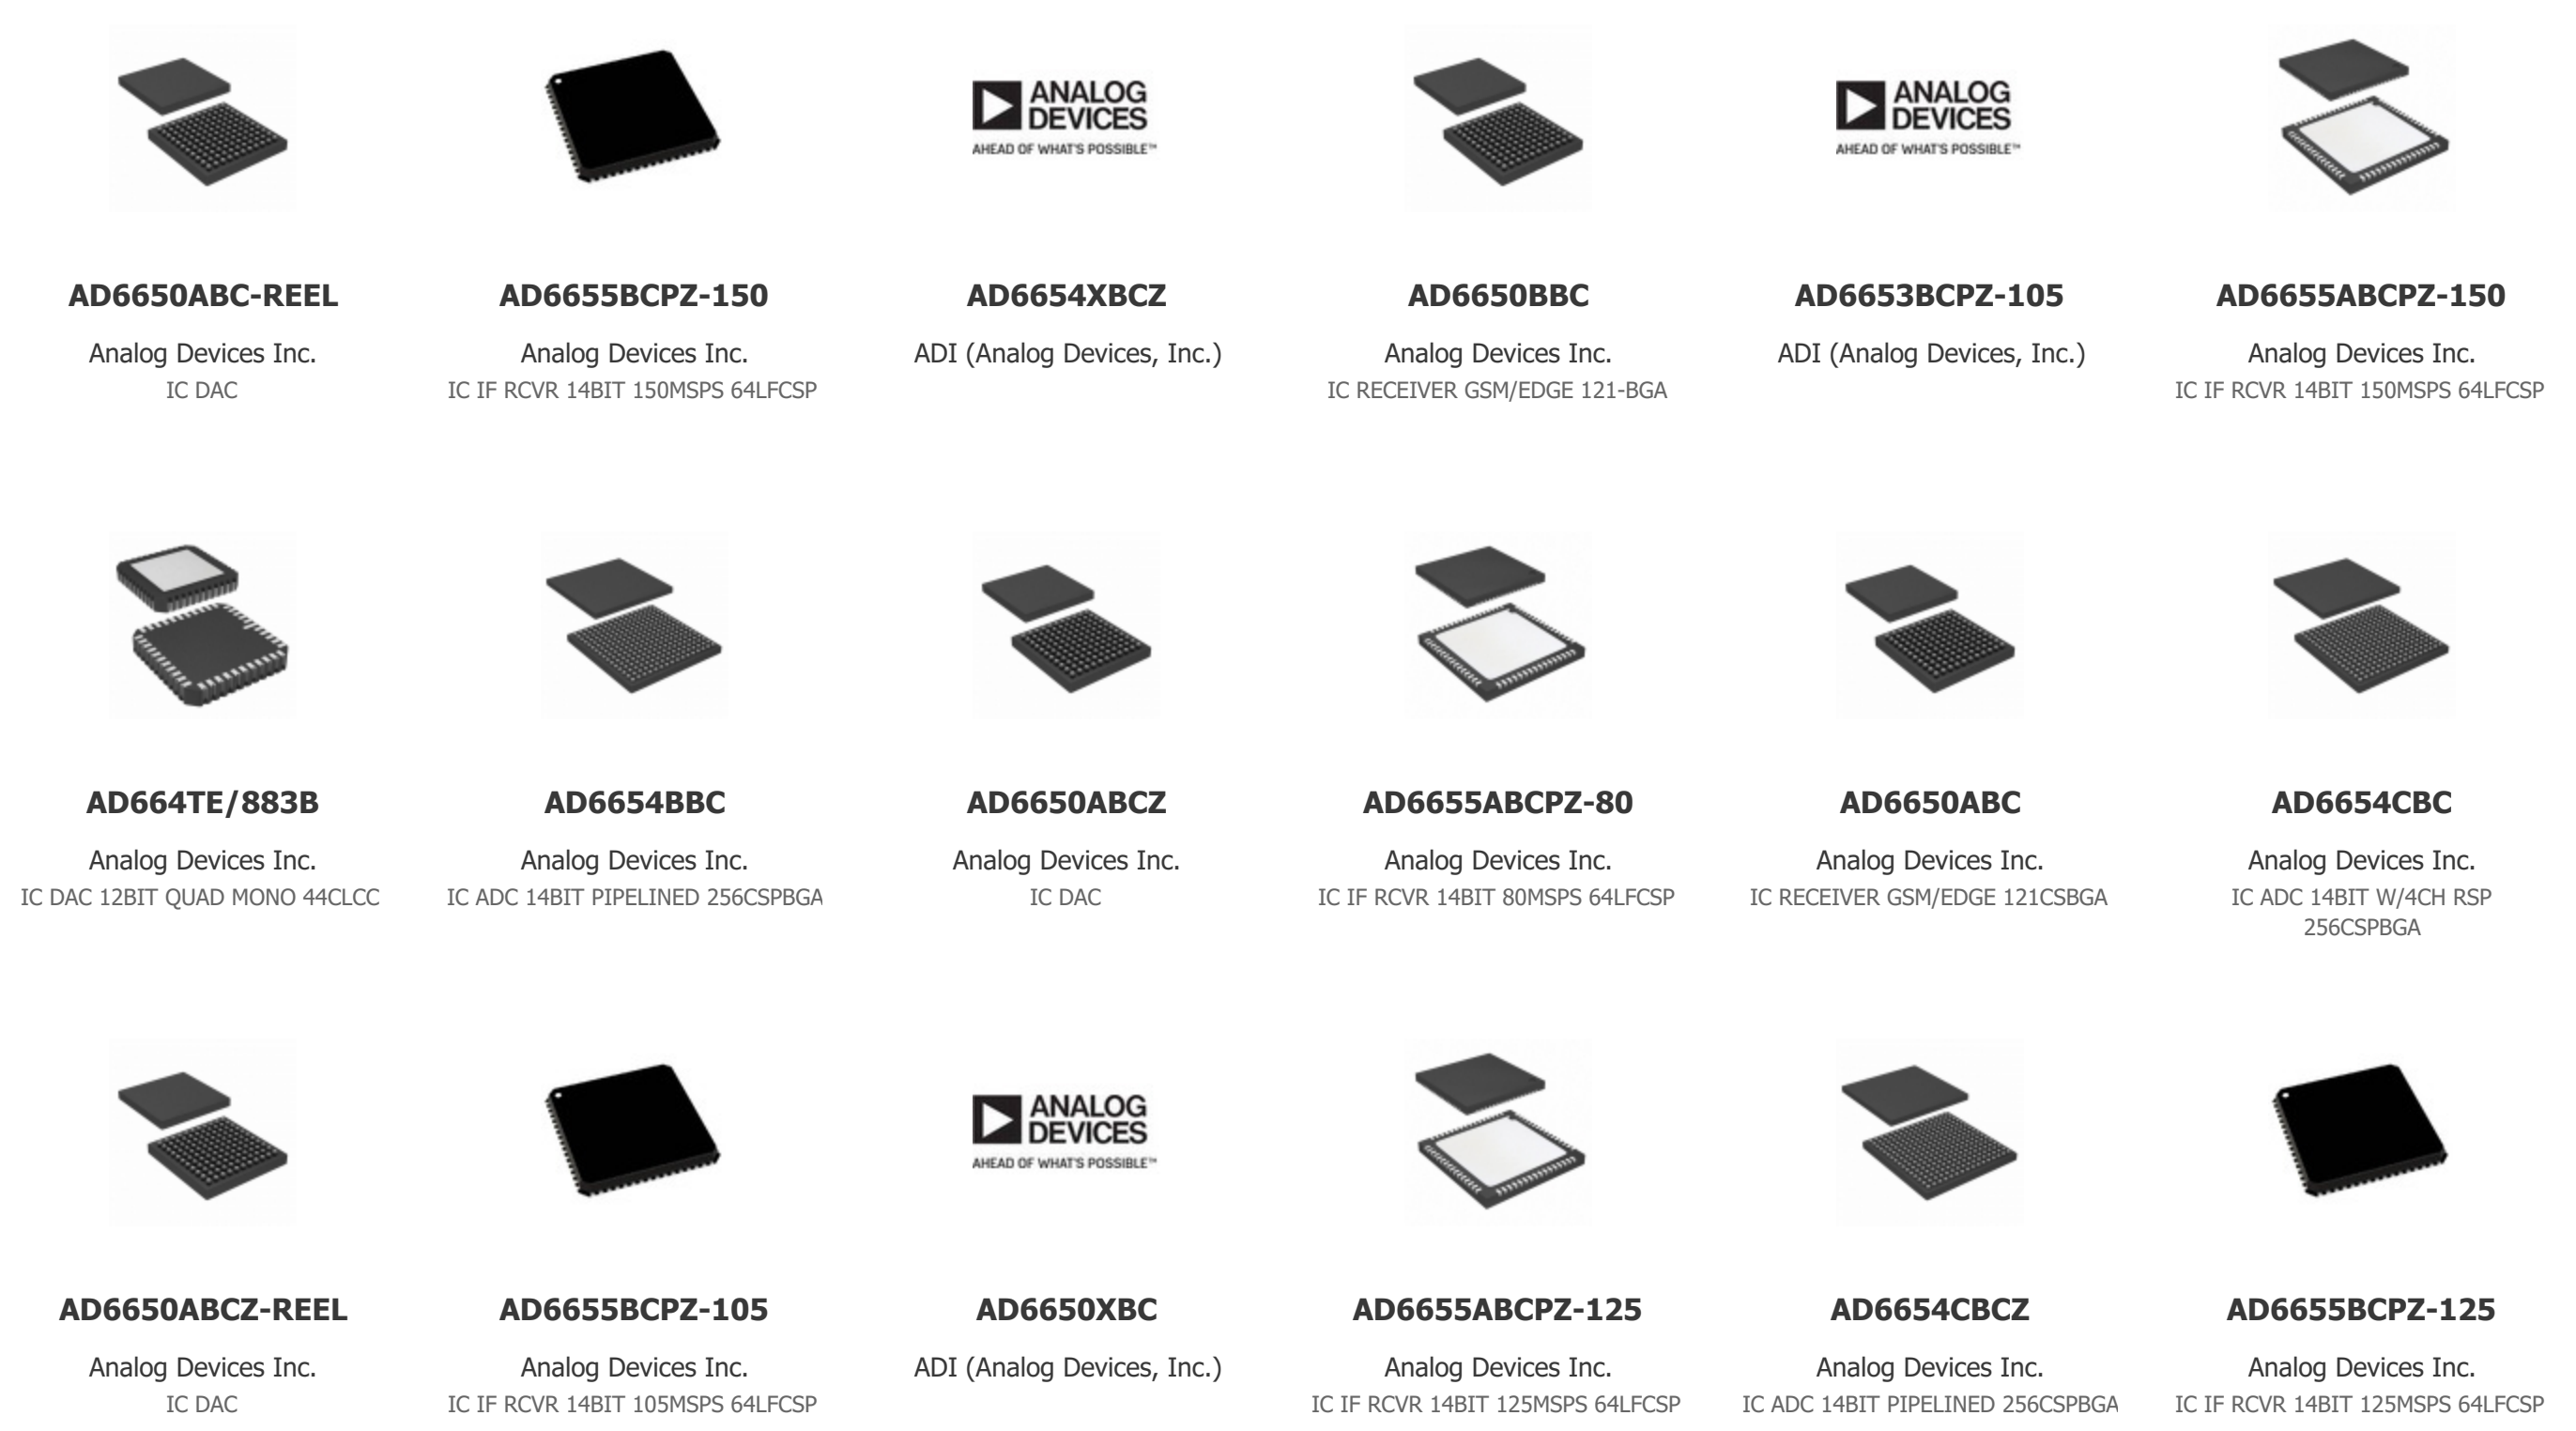 ANALOG
DEVICES
AHEAD OF WHAT'S POSSIBLE™
ANALOG
DEVICES
AHEAD OF WHAT'S POSSIBLE™
AD6650ABC-REEL
Analog Devices Inc.
IC DAC
AD6655BCPZ-150
Analog Devices Inc.
IC IF RCVR 14BIT 150MSPS 64LFCSP
AD6654XBCZ
ADI (Analog Devices, Inc.)
AD6650BBC
Analog Devices Inc.
IC RECEIVER GSM/EDGE 121-BGA
AD6653BCPZ-105
ADI (Analog Devices, Inc.)
AD6655ABCPZ-150
Analog Devices Inc.
IC IF RCVR 14BIT 150MSPS 64LFCSP
AD664TE/883B
Analog Devices Inc.
IC DAC 12BIT QUAD MONO 44CLCC
AD6654BBC
Analog Devices Inc.
IC ADC 14BIT PIPELINED 256CSPBGA
AD6650ABCZ
Analog Devices Inc.
IC DAC
AD6655ABCPZ-80
Analog Devices Inc.
IC IF RCVR 14BIT 80MSPS 64LFCSP
AD6650ABC
Analog Devices Inc.
IC RECEIVER GSM/EDGE 121CSBGA
AD6654CBC
Analog Devices Inc.
IC ADC 14BIT W/4CH RSP
256CSPBGA
ANALOG
DEVICES
AHEAD OF WHAT'S POSSIBLE™
AD6650ABCZ-REEL
Analog Devices Inc.
IC DAC
AD6655BCPZ-105
Analog Devices Inc.
IC IF RCVR 14BIT 105MSPS 64LFCSP
AD6650XBC
ADI (Analog Devices, Inc.)
AD6655ABCPZ-125
Analog Devices Inc.
IC IF RCVR 14BIT 125MSPS 64LFCSP
AD6654CBCZ
Analog Devices Inc.
IC ADC 14BIT PIPELINED 256CSPBGA
AD6655BCPZ-125
Analog Devices Inc.
IC IF RCVR 14BIT 125MSPS 64LFCSP